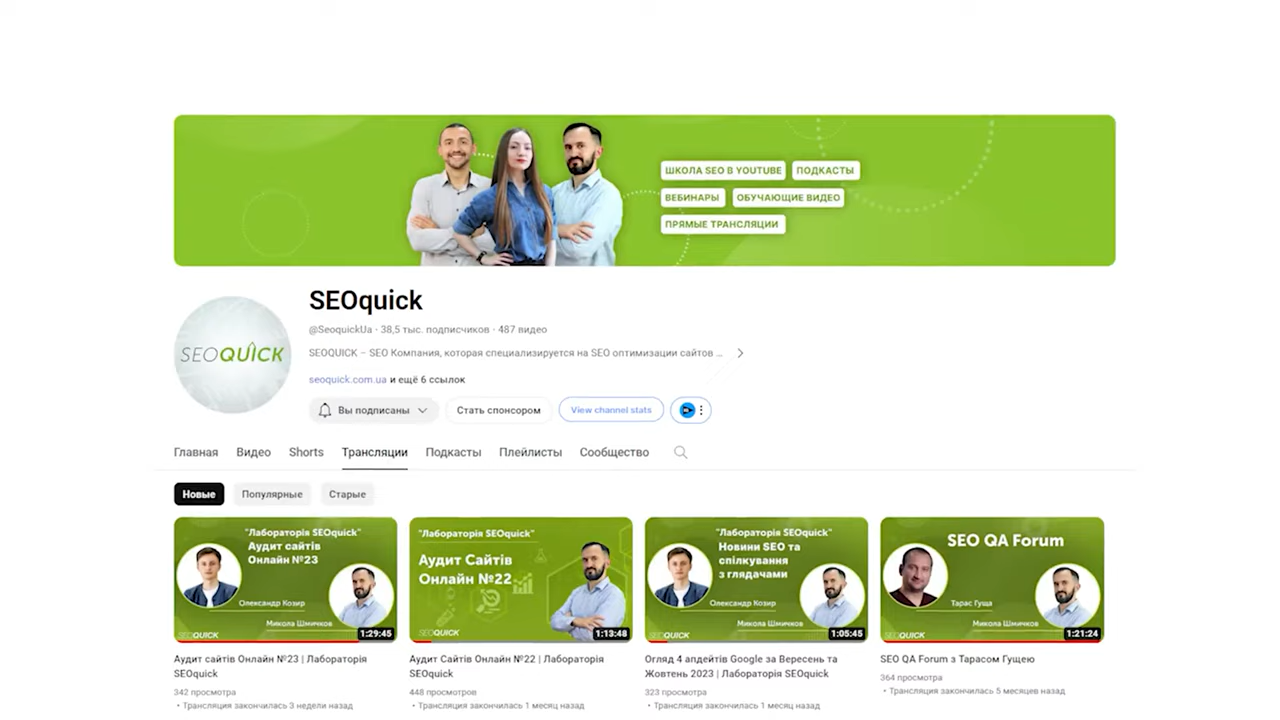 ШКОЛА SEO В YOUTUBE
ПОДКАСТЫ
ВЕБИНАРЫ
ОБУЧАЮЩИЕ ВИДЕО
ПРЯМЫЕ ТРАНСЛЯЦИИ
SEOQUICK
SEOquick
@SeoquickUa · 38,5 тыс. подписчиков · 487 видео
SEOQUICK – SEO Компания, которая специализируется на SEO оптимизации сайтов ...
seoquick.com.ua и ещё 6 ссылок
Вы подписаны
Стать спонсором
View channel stats
Главная Видео Shorts Трансляции Подкасты Плейлисты Сообщество
Новые Популярные Старые
"Лабораторія SEOquick"
Аудит сайтів
Онлайн №23
Олександр Козир
Микола Шмичков
SEOQUICK
1:29:45
Аудит сайтів Онлайн №23 | Лабораторія
SEOquick
342 просмотра
• Трансляция закончилась 3 недели назад
"Лабораторія SEOquick"
Аудит Сайтів
Онлайн №22
SEOQUICK
1:13:48
Аудит Сайтів Онлайн №22 | Лабораторія
SEOquick
448 просмотров
• Трансляция закончилась 1 месяц назад
"Лабораторія SEOquick"
Новини SEO та
спілкування
з глядачами
Олександр Козир
Микола Шмичков
SEOQUICK
1:05:45
Огляд 4 апдейтів Google за Вересень та
Жовтень 2023 | Лабораторія SEOquick
323 просмотра
• Трансляция закончилась 1 месяц назад
SEO QA Forum
Тарас Гуща
Микола Шмичков
SEOQUICK
1:21:24
SEO QA Forum з Тарасом Гущею
364 просмотра
• Трансляция закончилась 5 месяцев назад